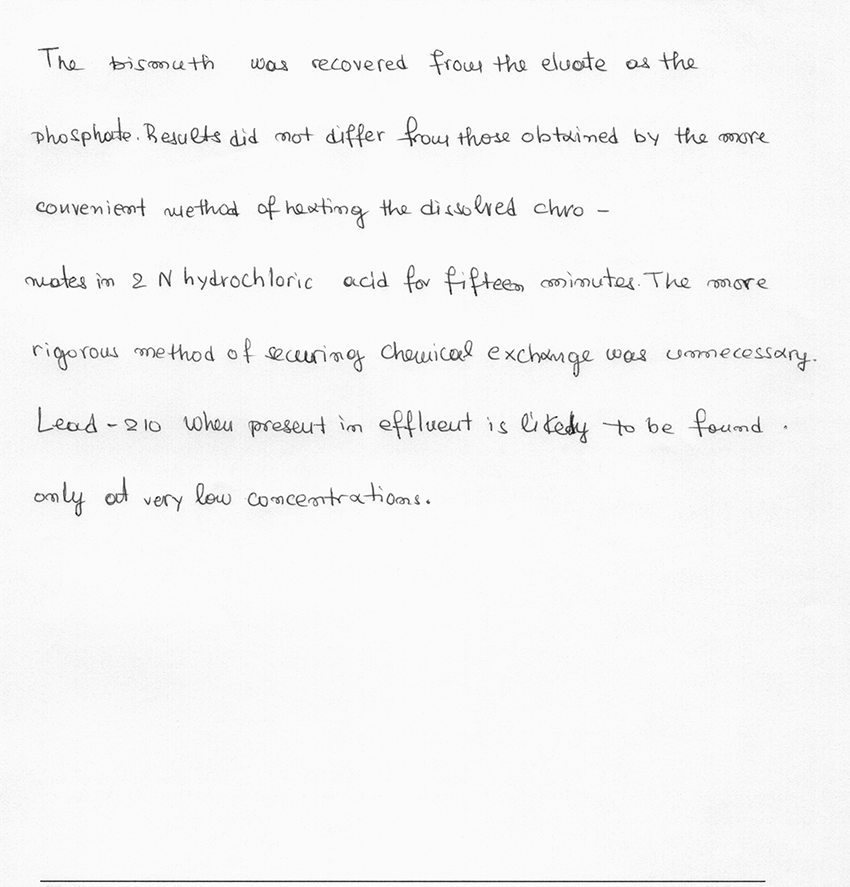 The bismuth was recovered from the eluate as the
phosphate. Results did not differ from those obtained by the more
convenient method of heating the dissolved chro -
mates in 2 N hydrochloric acid for fifteen minutes. The more
rigorous method of securing chemical exchange was unnecessary.
Lead - 210 when present in effluent is likely to be found .
only at very low concentrations.